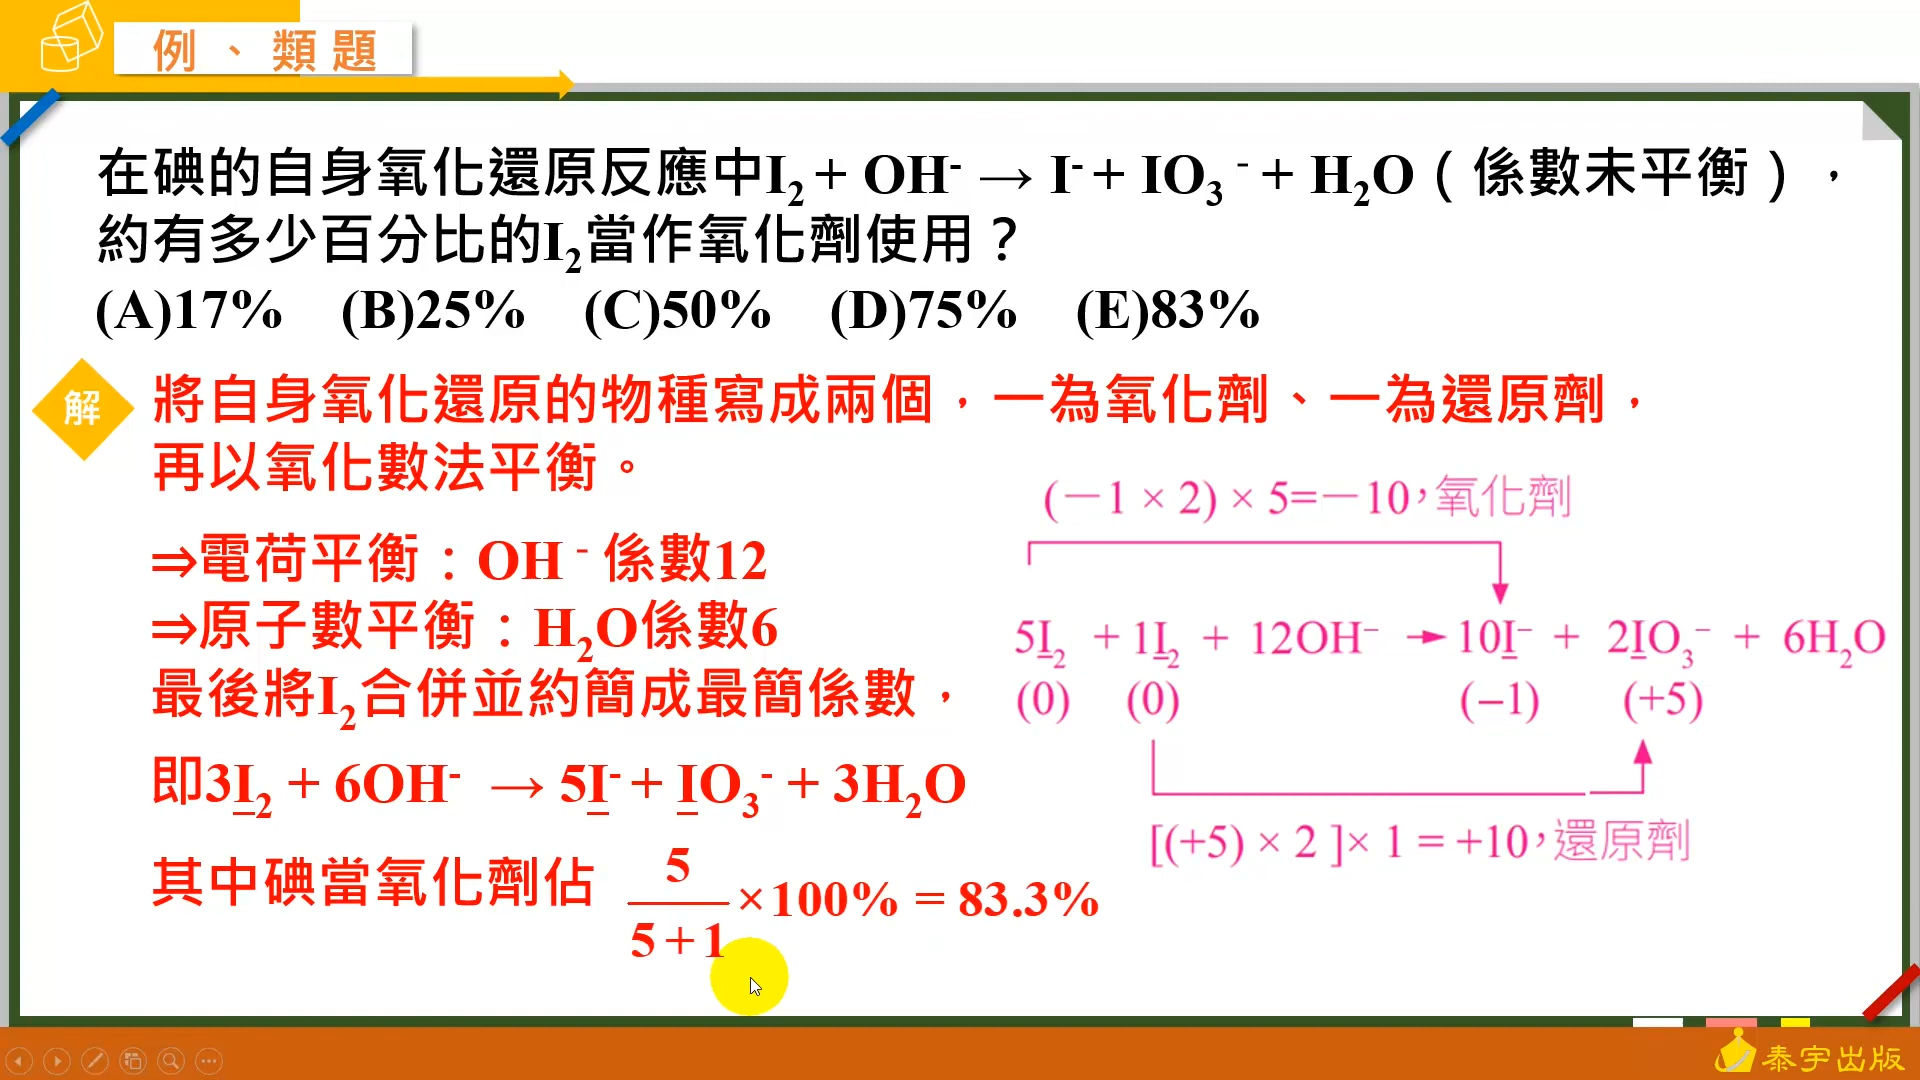 例、類題
在碘的自身氧化還原反應中I₂ + OH⁻ → I⁻ + IO₃⁻ + H₂O（係數未平衡），
約有多少百分比的I₂當作氧化劑使用？
(A)17% (B)25% (C)50% (D)75% (E)83%
解
將自身氧化還原的物種寫成兩個，一為氧化劑、一為還原劑，
再以氧化數法平衡。
⇒電荷平衡：OH⁻係數12
⇒原子數平衡：H₂O係數6
最後將I₂合併並約簡成最簡係數，
即3I₂ + 6OH⁻ → 5I⁻ + IO₃⁻ + 3H₂O
其中碘當氧化劑佔 5/(5+1) ×100% = 83.3%
(－1 × 2) × 5=－10，氧化劑
5I₂ + 1I₂ + 12OH⁻ → 10I⁻ + 2IO₃⁻ + 6H₂O
(0) (0) (–1) (+5)
[(+5) × 2 ]× 1 = +10，還原劑
泰宇出版